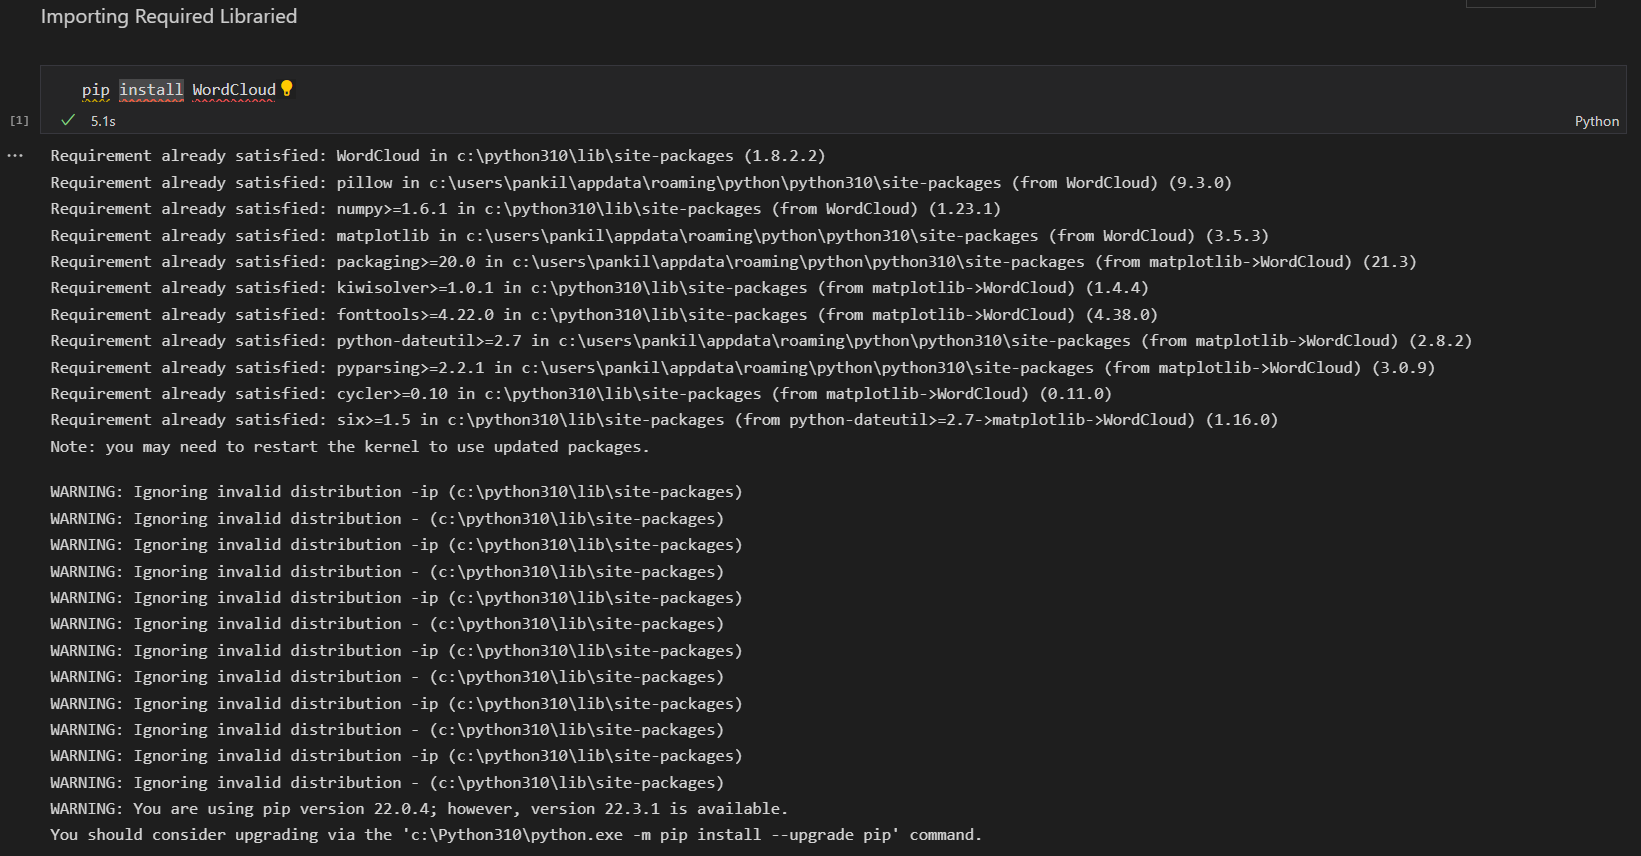 Importing Required Libraried
pip install WordCloud
[1]
5.1s
Python
...
Requirement already satisfied: WordCloud in c:\python310\lib\site-packages (1.8.2.2)
Requirement already satisfied: pillow in c:\users\pankil\appdata\roaming\python\python310\site-packages (from WordCloud) (9.3.0)
Requirement already satisfied: numpy>=1.6.1 in c:\python310\lib\site-packages (from WordCloud) (1.23.1)
Requirement already satisfied: matplotlib in c:\users\pankil\appdata\roaming\python\python310\site-packages (from WordCloud) (3.5.3)
Requirement already satisfied: packaging>=20.0 in c:\users\pankil\appdata\roaming\python\python310\site-packages (from matplotlib->WordCloud) (21.3)
Requirement already satisfied: kiwisolver>=1.0.1 in c:\python310\lib\site-packages (from matplotlib->WordCloud) (1.4.4)
Requirement already satisfied: fonttools>=4.22.0 in c:\python310\lib\site-packages (from matplotlib->WordCloud) (4.38.0)
Requirement already satisfied: python-dateutil>=2.7 in c:\users\pankil\appdata\roaming\python\python310\site-packages (from matplotlib->WordCloud) (2.8.2)
Requirement already satisfied: pyparsing>=2.2.1 in c:\users\pankil\appdata\roaming\python\python310\site-packages (from matplotlib->WordCloud) (3.0.9)
Requirement already satisfied: cycler>=0.10 in c:\python310\lib\site-packages (from matplotlib->WordCloud) (0.11.0)
Requirement already satisfied: six>=1.5 in c:\python310\lib\site-packages (from python-dateutil>=2.7->matplotlib->WordCloud) (1.16.0)
Note: you may need to restart the kernel to use updated packages.
WARNING: Ignoring invalid distribution -ip (c:\python310\lib\site-packages)
WARNING: Ignoring invalid distribution - (c:\python310\lib\site-packages)
WARNING: Ignoring invalid distribution -ip (c:\python310\lib\site-packages)
WARNING: Ignoring invalid distribution - (c:\python310\lib\site-packages)
WARNING: Ignoring invalid distribution -ip (c:\python310\lib\site-packages)
WARNING: Ignoring invalid distribution - (c:\python310\lib\site-packages)
WARNING: Ignoring invalid distribution -ip (c:\python310\lib\site-packages)
WARNING: Ignoring invalid distribution - (c:\python310\lib\site-packages)
WARNING: Ignoring invalid distribution -ip (c:\python310\lib\site-packages)
WARNING: Ignoring invalid distribution - (c:\python310\lib\site-packages)
WARNING: Ignoring invalid distribution -ip (c:\python310\lib\site-packages)
WARNING: Ignoring invalid distribution - (c:\python310\lib\site-packages)
WARNING: You are using pip version 22.0.4; however, version 22.3.1 is available.
You should consider upgrading via the 'c:\Python310\python.exe -m pip install --upgrade pip' command.